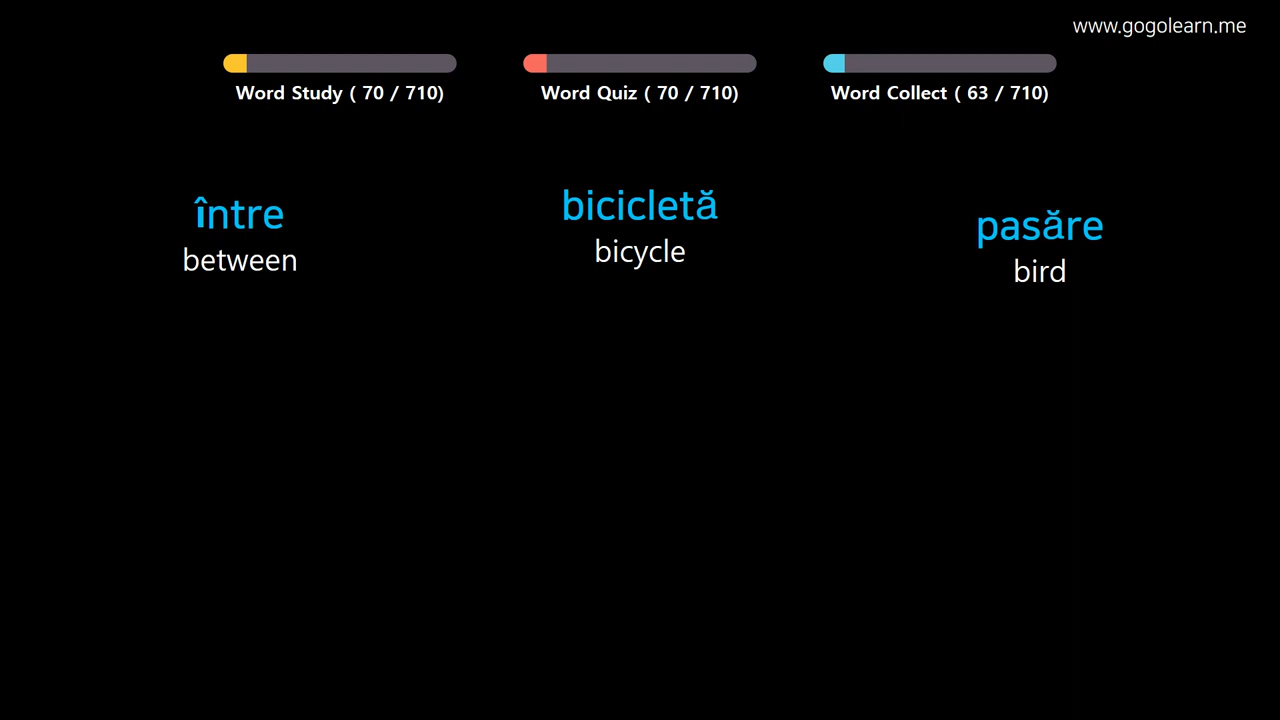 www.gogolearn.me
Word Study ( 70 / 710)
Word Quiz ( 70 / 710)
Word Collect ( 63 / 710)
între
between
bicicletă
bicycle
pasăre
bird